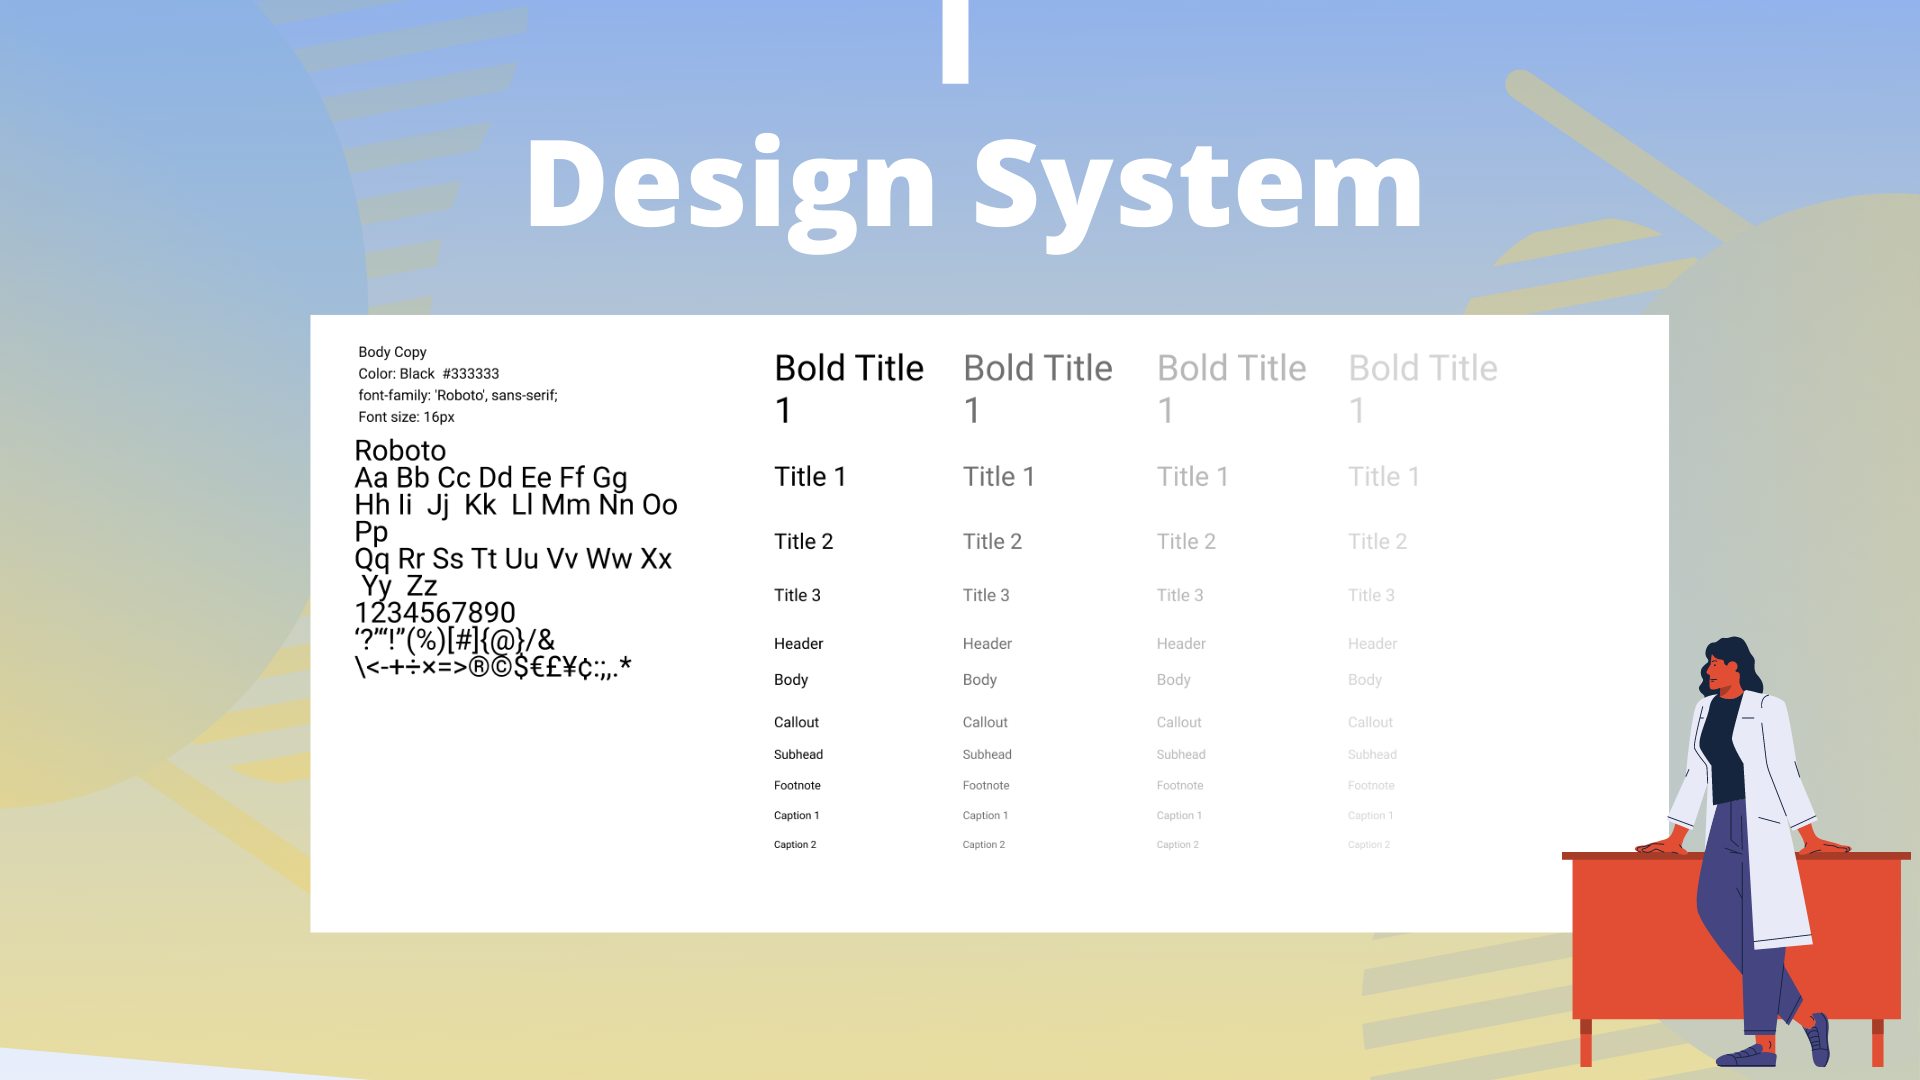 Design System
Body Copy
Color: Black  #333333
font-family: 'Roboto', sans-serif;
Font size: 16px
Roboto
Aa Bb Cc Dd Ee Ff Gg
Hh Ii  Jj  Kk  Ll Mm Nn Oo
Pp
Qq Rr Ss Tt Uu Vv Ww Xx
Yy  Zz
1234567890
‘?’“!”(%)[#]{@}/&
\<-+÷×=>®©$€£¥¢:;,.*
Bold Title Bold Title Bold Title Bold Title
1 1 1 1
Title 1 Title 1 Title 1 Title 1
Title 2 Title 2 Title 2 Title 2
Title 3 Title 3 Title 3 Title 3
Header Header Header Header
Body Body Body Body
Callout Callout Callout Callout
Subhead Subhead Subhead Subhead
Footnote Footnote Footnote Footnote
Caption 1 Caption 1 Caption 1 Caption 1
Caption 2 Caption 2 Caption 2 Caption 2